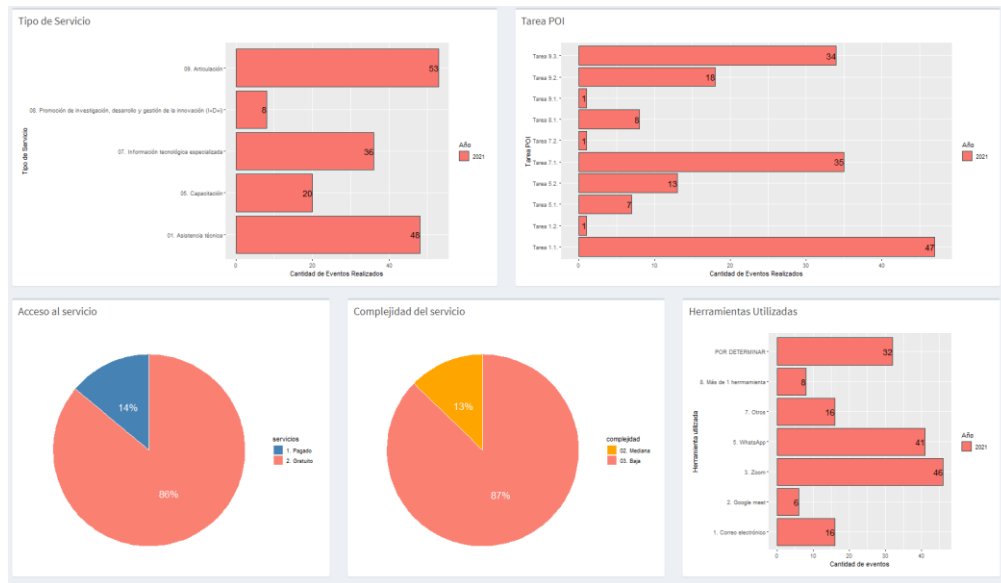 Tipo de Servicio
Tipo de Servicio
09. Articulación
53
08. Promoción de investigación, desarrollo y gestión de la innovación (I+D+i)
8
07. Información tecnológica especializada
36
05. Capacitación
20
01. Asistencia técnica
48
0
20
40
Cantidad de Eventos Realizados
Año
2021
Tarea POI
Tarea POI
Tarea 9.3.
34
Tarea 9.2.
18
Tarea 9.1.
1
Tarea 8.1.
8
Tarea 7.2.
1
Tarea 7.1.
35
Tarea 5.2.
13
Tarea 5.1.
7
Tarea 1.2.
1
Tarea 1.1.
47
0
10
20
30
40
Cantidad de Eventos Realizados
Año
2021
Acceso al servicio
14%
86%
servicios
1. Pagado
2. Gratuito
Complejidad del servicio
13%
87%
complejidad
02. Mediana
03. Baja
Herramientas Utilizadas
Herramienta utilizada
POR DETERMINAR
32
8. Más de 1 herrmamienta
8
7. Otros
16
5. WhatsApp
41
3. Zoom
46
2. Google meet
6
1. Correo electrónico
16
0
10
20
30
40
Cantidad de eventos
Año
2021